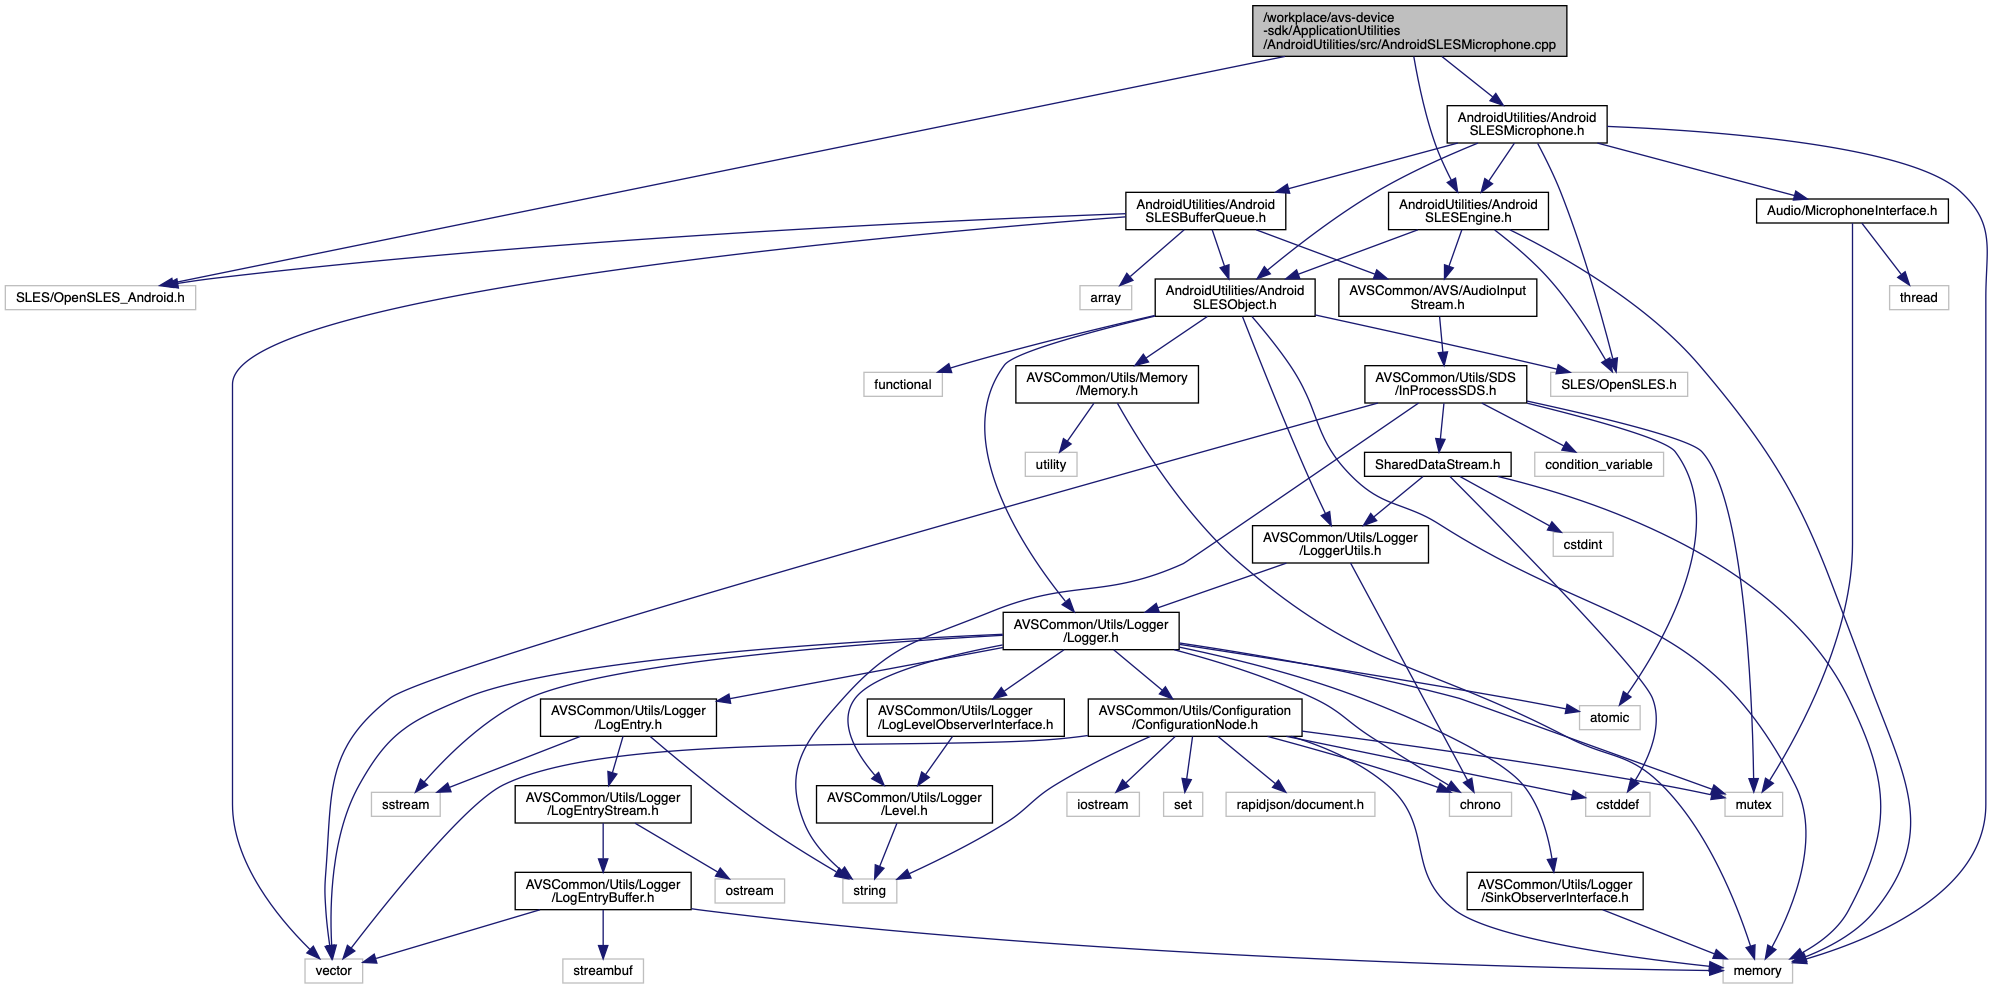 /workplace/avs-device
-sdk/ApplicationUtilities
/AndroidUtilities/src/AndroidSLESMicrophone.cpp
AndroidUtilities/Android
SLESMicrophone.h
AndroidUtilities/Android
SLESBufferQueue.h
AndroidUtilities/Android
SLESEngine.h
Audio/MicrophoneInterface.h
SLES/OpenSLES_Android.h
array
AndroidUtilities/Android
SLESObject.h
AVSCommon/AVS/AudioInput
Stream.h
thread
functional
AVSCommon/Utils/Memory
/Memory.h
AVSCommon/Utils/SDS
/InProcessSDS.h
SLES/OpenSLES.h
utility
SharedDataStream.h
condition_variable
AVSCommon/Utils/Logger
/LoggerUtils.h
cstdint
AVSCommon/Utils/Logger
/Logger.h
AVSCommon/Utils/Logger
/LogEntry.h
AVSCommon/Utils/Logger
/LogLevelObserverInterface.h
AVSCommon/Utils/Configuration
/ConfigurationNode.h
atomic
sstream
AVSCommon/Utils/Logger
/LogEntryStream.h
AVSCommon/Utils/Logger
/Level.h
iostream
set
rapidjson/document.h
chrono
cstddef
mutex
AVSCommon/Utils/Logger
/LogEntryBuffer.h
ostream
string
AVSCommon/Utils/Logger
/SinkObserverInterface.h
vector
streambuf
memory